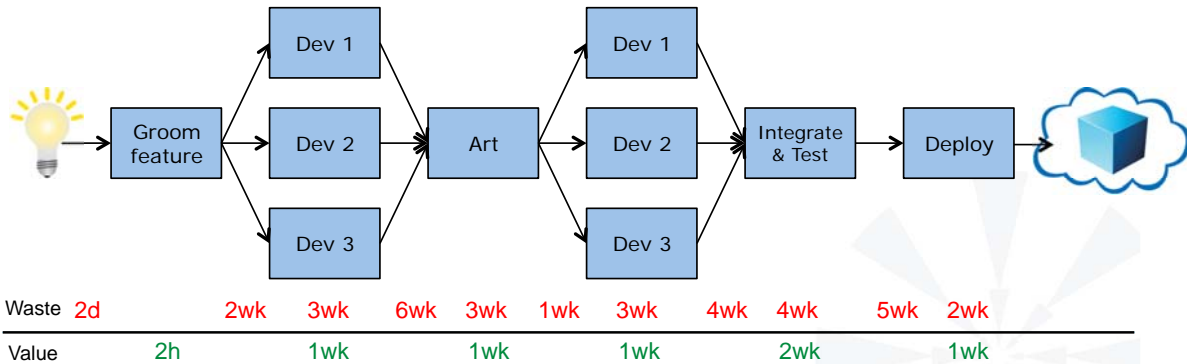 Dev 1
Dev 1
Groom
feature
Dev 2
Art
Dev 2
Integrate
& Test
Deploy
Dev 3
Dev 3
Waste 2d 2wk 3wk 6wk 3wk 1wk 3wk 4wk 4wk 5wk 2wk
Value 2h 1wk 1wk 1wk 2wk 1wk